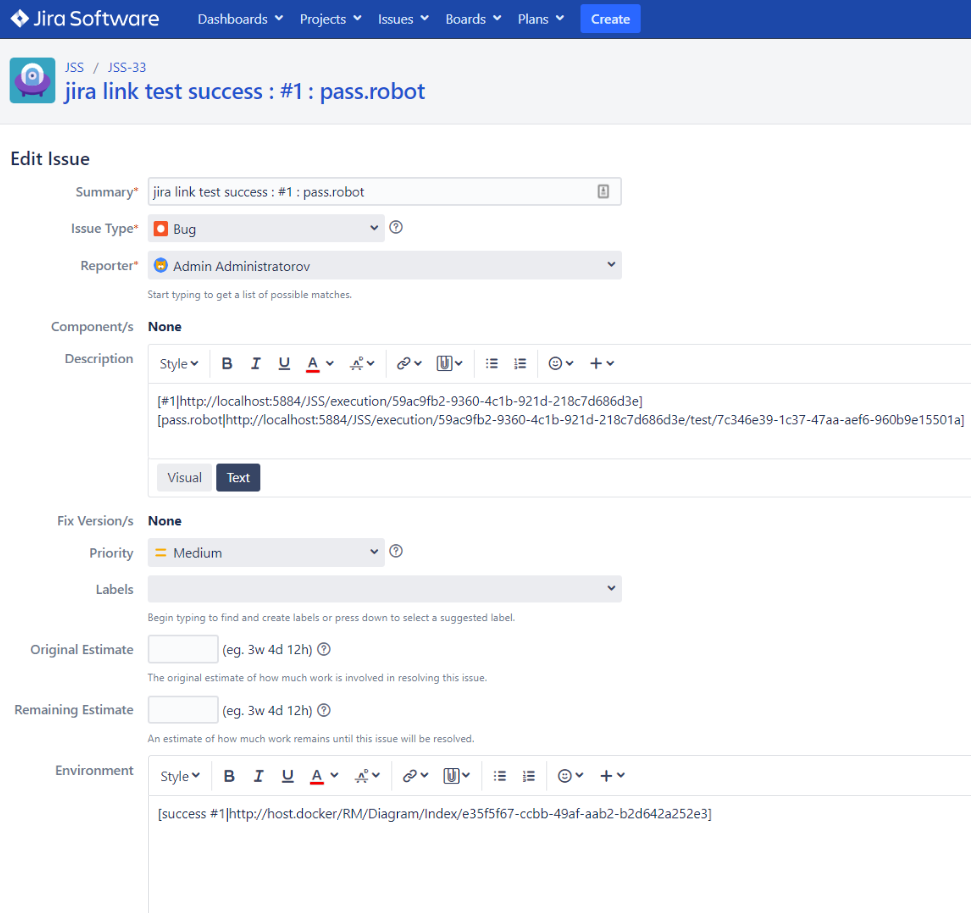 Jira Software Dashboards Projects Issues Boards Plans Create
JSS / JSS-33
jira link test success : #1 : pass.robot
Edit Issue
Summary* jira link test success : #1 : pass.robot
Issue Type* Bug
Reporter* Admin Administratorov
Start typing to get a list of possible matches.
Component/s None
Description Style B I U A
[#1|http://localhost:5884/JSS/execution/59ac9fb2-9360-4c1b-921d-218c7d686d3e]
[pass.robot|http://localhost:5884/JSS/execution/59ac9fb2-9360-4c1b-921d-218c7d686d3e/test/7c346e39-1c37-47aa-aef6-960b9e15501a]
Visual Text
Fix Version/s None
Priority Medium
Labels
Begin typing to find and create labels or press down to select a suggested label.
Original Estimate (eg. 3w 4d 12h)
The original estimate of how much work is involved in resolving this issue.
Remaining Estimate (eg. 3w 4d 12h)
An estimate of how much work remains until this issue will be resolved.
Environment Style B I U A
[success #1|http://host.docker/RM/Diagram/Index/e35f5f67-ccbb-49af-aab2-b2d642a252e3]